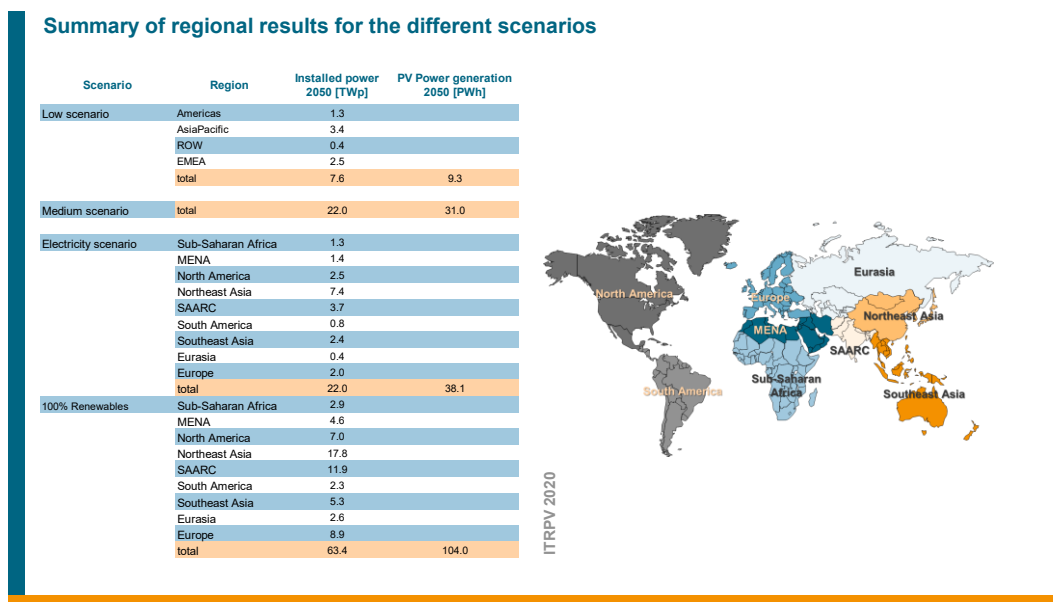 Summary of regional results for the different scenarios
Scenario Region Installed power 2050 [TWp] PV Power generation 2050 [PWh]
Low scenario Americas 1.3
AsiaPacific 3.4
ROW 0.4
EMEA 2.5
total 7.6 9.3
Medium scenario total 22.0 31.0
Electricity scenario Sub-Saharan Africa 1.3
MENA 1.4
North America 2.5
Northeast Asia 7.4
SAARC 3.7
South America 0.8
Southeast Asia 2.4
Eurasia 0.4
Europe 2.0
total 22.0 38.1
100% Renewables Sub-Saharan Africa 2.9
MENA 4.6
North America 7.0
Northeast Asia 17.8
SAARC 11.9
South America 2.3
Southeast Asia 5.3
Eurasia 2.6
Europe 8.9
total 63.4 104.0
Eurasia
North America
Europe
Northeast Asia
MENA
SAARC
Sub-Saharan
Africa
South America
Southeast Asia
ITRPV 2020